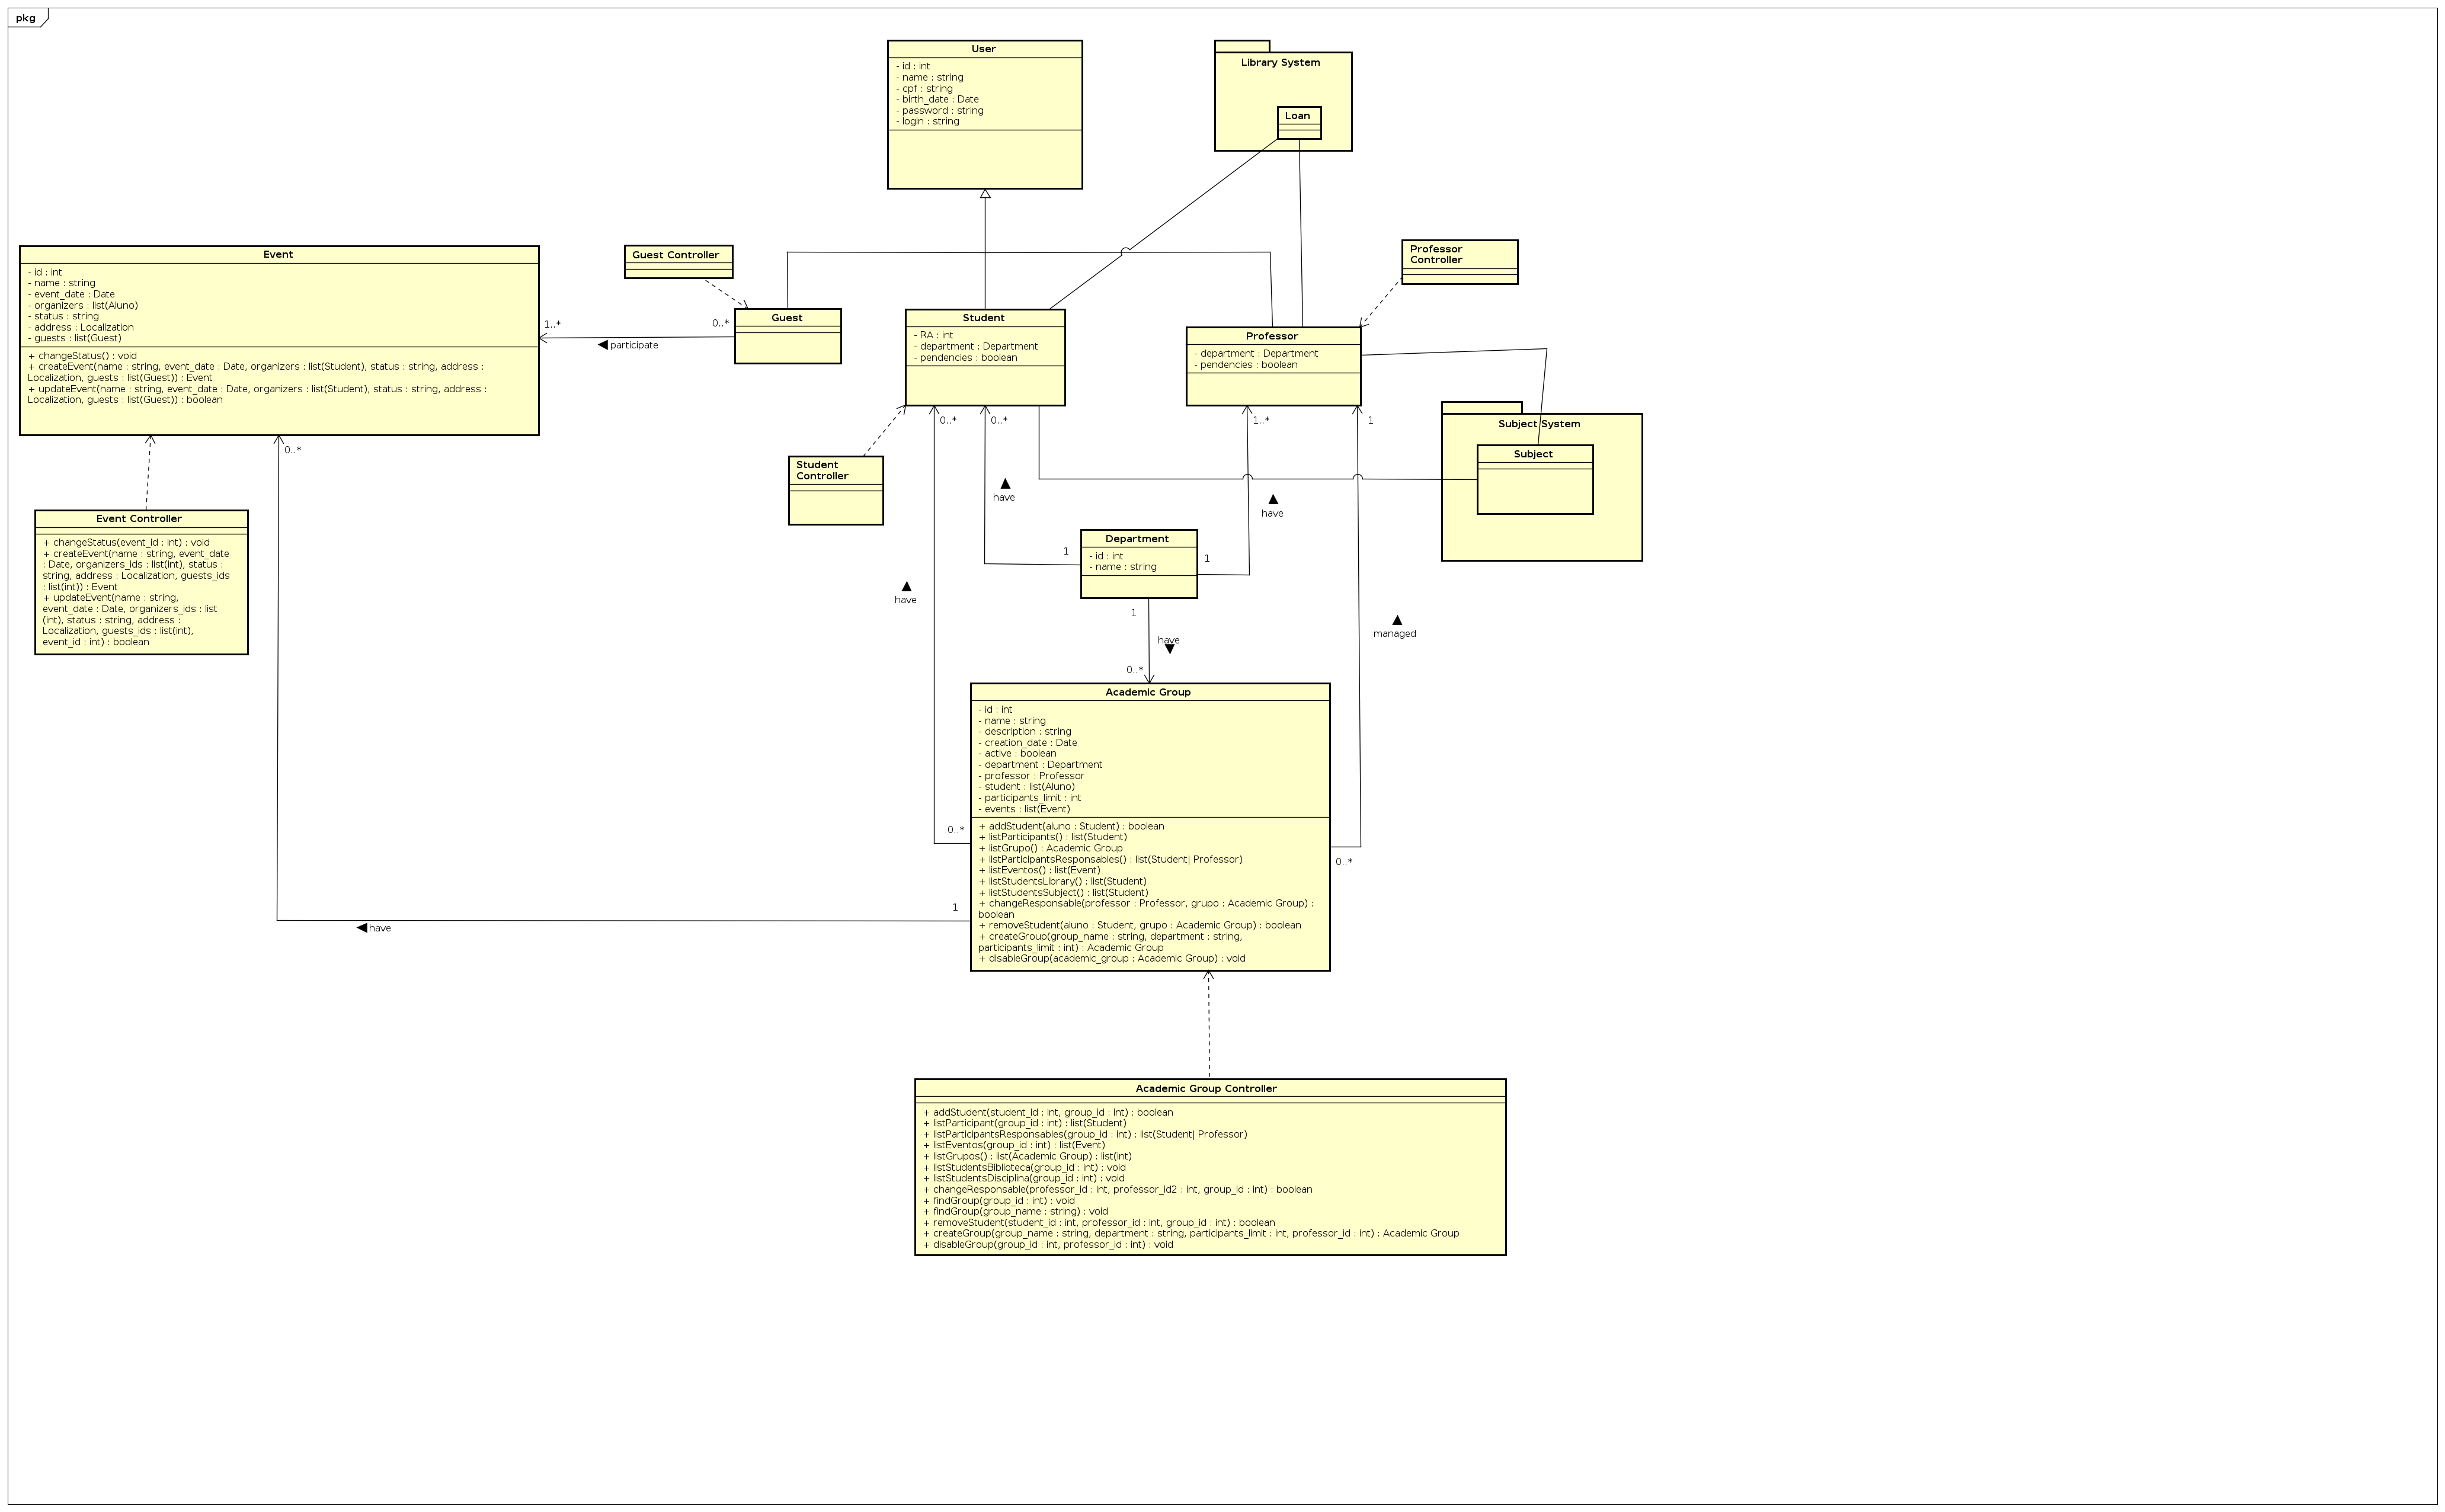 pkg
User
- id : int
- name : string
- cpf : string
- birth_date : Date
- password : string
- login : string
Library System
Loan
Event
- id : int
- name : string
- event_date : Date
- organizers : list(Aluno)
- status : string
- address : Localization
- guests : list(Guest)
+ changeStatus() : void
+ createEvent(name : string, event_date : Date, organizers : list(Student), status : string, address :
Localization, guests : list(Guest)) : Event
+ updateEvent(name : string, event_date : Date, organizers : list(Student), status : string, address :
Localization, guests : list(Guest)) : boolean
Guest Controller
Professor
Controller
1..*
0..*
participate
Guest
Student
- RA : int
- department : Department
- pendencies : boolean
Professor
- department : Department
- pendencies : boolean
0..*
0..*
0..*
1..*
1
Subject System
Subject
Student
Controller
have
have
Event Controller
+ changeStatus(event_id : int) : void
+ createEvent(name : string, event_date
: Date, organizers_ids : list(int), status :
string, address : Localization, guests_ids
: list(int)) : Event
+ updateEvent(name : string,
event_date : Date, organizers_ids : list
(int), status : string, address :
Localization, guests_ids : list(int),
event_id : int) : boolean
Department
- id : int
- name : string
1
1
have
1
have
0..*
managed
Academic Group
- id : int
- name : string
- description : string
- creation_date : Date
- active : boolean
- department : Department
- professor : Professor
- student : list(Aluno)
- participants_limit : int
- events : list(Event)
+ addStudent(aluno : Student) : boolean
+ listParticipants() : list(Student)
+ listGrupo() : Academic Group
+ listParticipantsResponsables() : list(Student| Professor)
+ listEventos() : list(Event)
+ listStudentsLibrary() : list(Student)
+ listStudentsSubject() : list(Student)
+ changeResponsable(professor : Professor, grupo : Academic Group) :
boolean
+ removeStudent(aluno : Student, grupo : Academic Group) : boolean
+ createGroup(group_name : string, department : string,
participants_limit : int) : Academic Group
+ disableGroup(academic_group : Academic Group) : void
0..*
0..*
1
have
Academic Group Controller
+ addStudent(student_id : int, group_id : int) : boolean
+ listParticipant(group_id : int) : list(Student)
+ listParticipantsResponsables(group_id : int) : list(Student| Professor)
+ listEventos(group_id : int) : list(Event)
+ listGrupos() : list(Academic Group) : list(int)
+ listStudentsBiblioteca(group_id : int) : void
+ listStudentsDisciplina(group_id : int) : void
+ changeResponsable(professor_id : int, professor_id2 : int, group_id : int) : boolean
+ findGroup(group_id : int) : void
+ findGroup(group_name : string) : void
+ removeStudent(student_id : int, professor_id : int, group_id : int) : boolean
+ createGroup(group_name : string, department : string, participants_limit : int, professor_id : int) : Academic Group
+ disableGroup(group_id : int, professor_id : int) : void